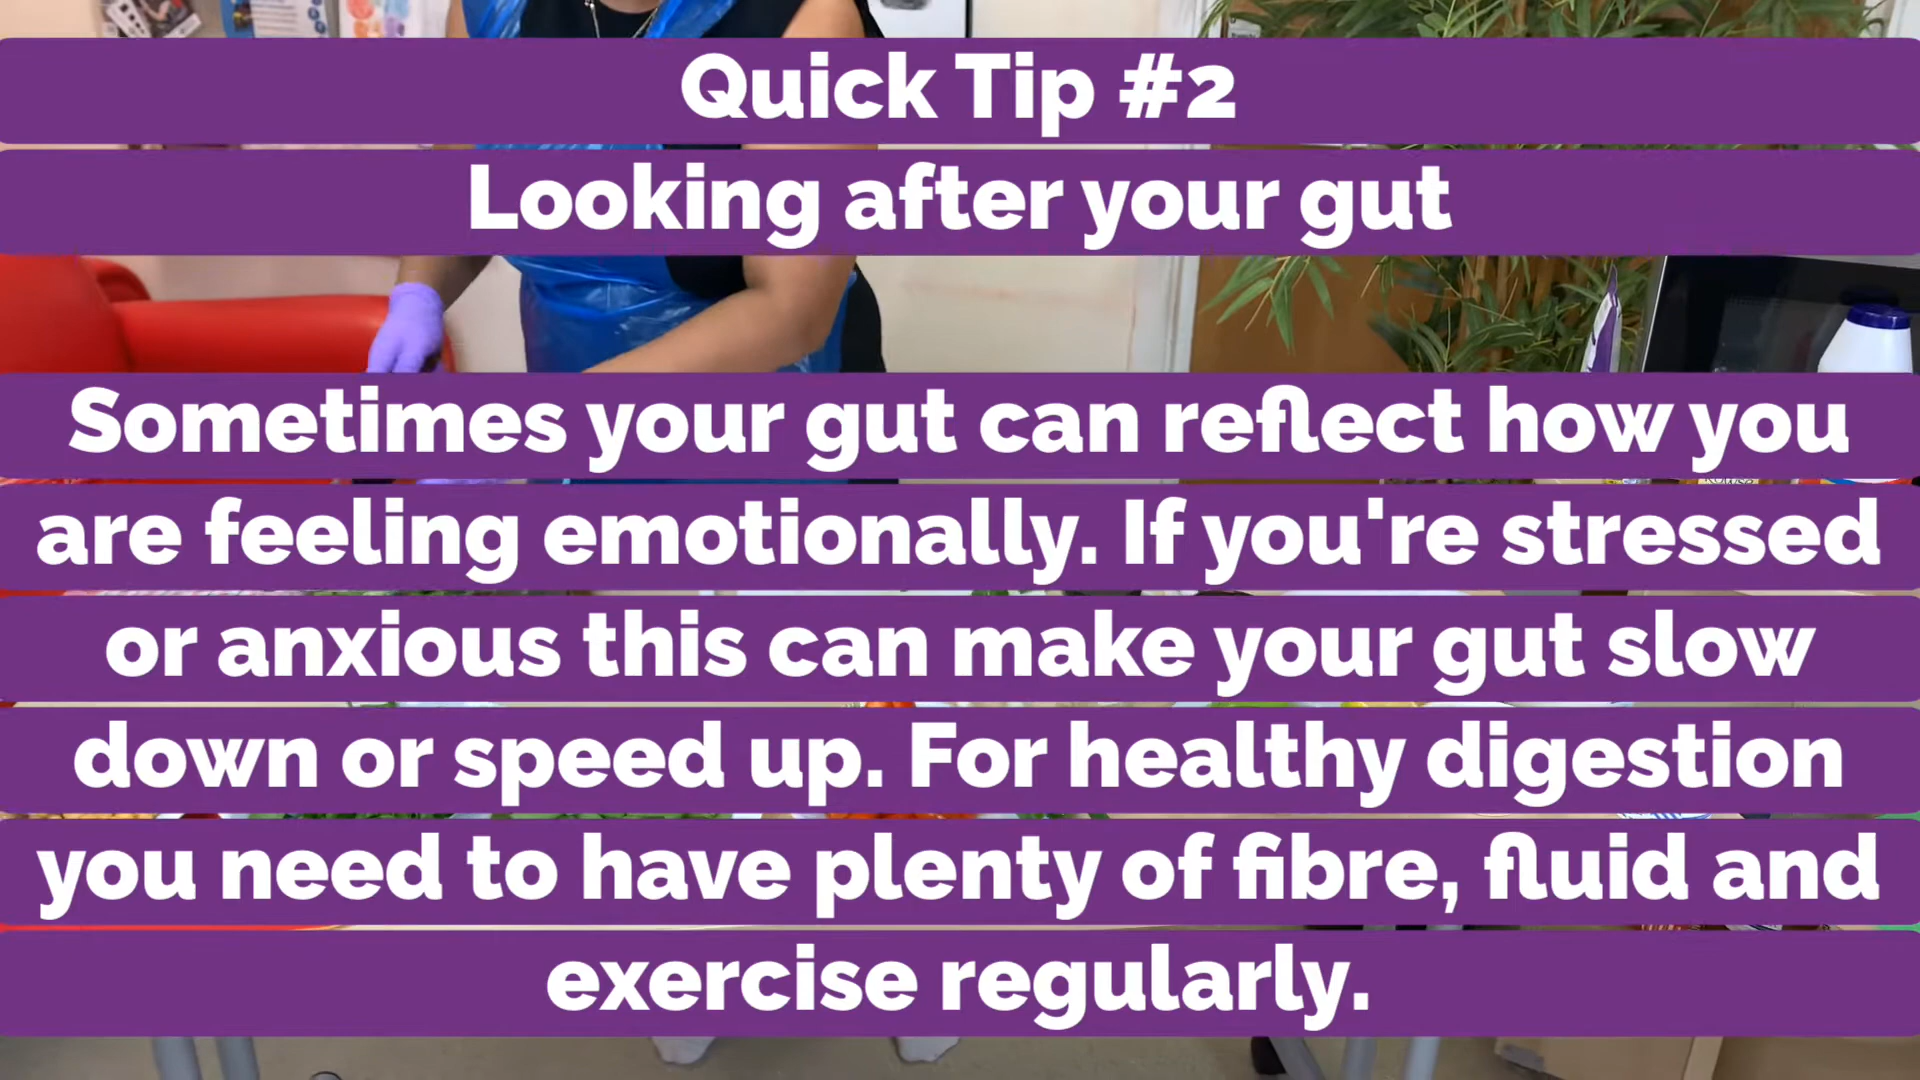 Quick Tip #2
Looking after your gut
Sometimes your gut can reflect how you
are feeling emotionally. If you're stressed
or anxious this can make your gut slow
down or speed up. For healthy digestion
you need to have plenty of fibre, fluid and
exercise regularly.